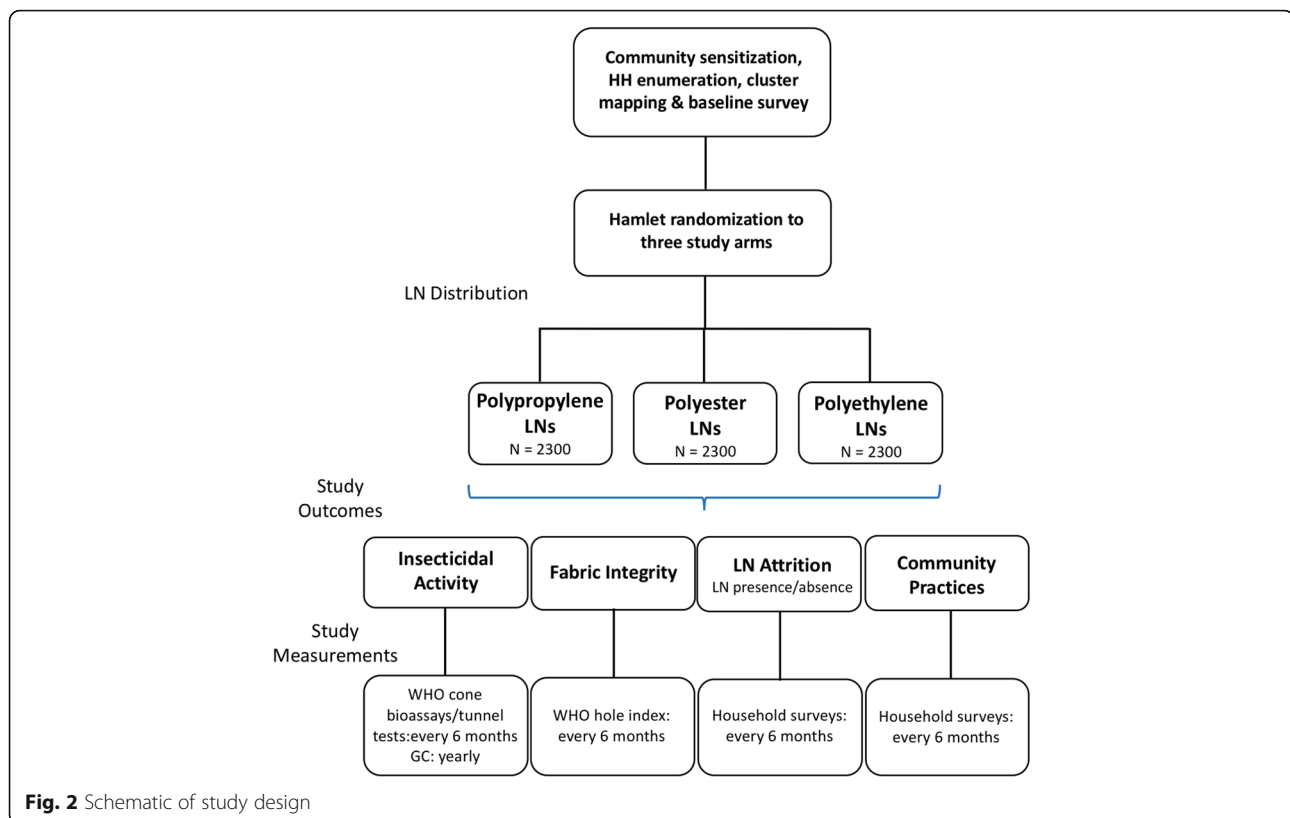 Community sensitization,
HH enumeration, cluster
mapping & baseline survey
Hamlet randomization to
three study arms
LN Distribution
Polypropylene
LNs
N = 2300
Polyester
LNs
N = 2300
Polyethylene
LNs
N = 2300
Study
Outcomes
Insecticidal
Activity
Fabric Integrity
LN Attrition
LN presence/absence
Community
Practices
Study
Measurements
WHO cone
bioassays/tunnel
tests:every 6 months
GC: yearly
WHO hole index:
every 6 months
Household surveys:
every 6 months
Household surveys:
every 6 months
Fig. 2 Schematic of study design